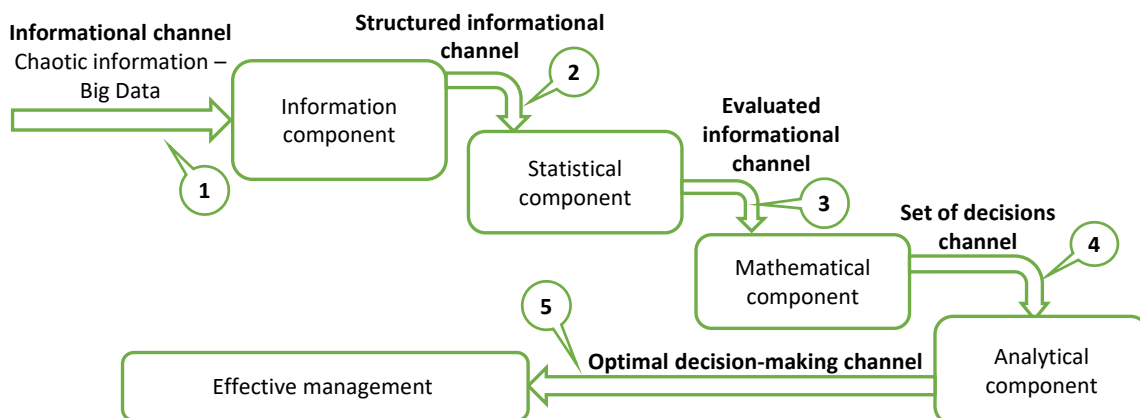 Informational channel
Chaotic information –
Big Data
1
Information
component
Structured informational
channel
2
Statistical
component
Evaluated
informational
channel
3
Mathematical
component
Set of decisions
channel
4
Analytical
component
5
Optimal decision-making channel
Effective management